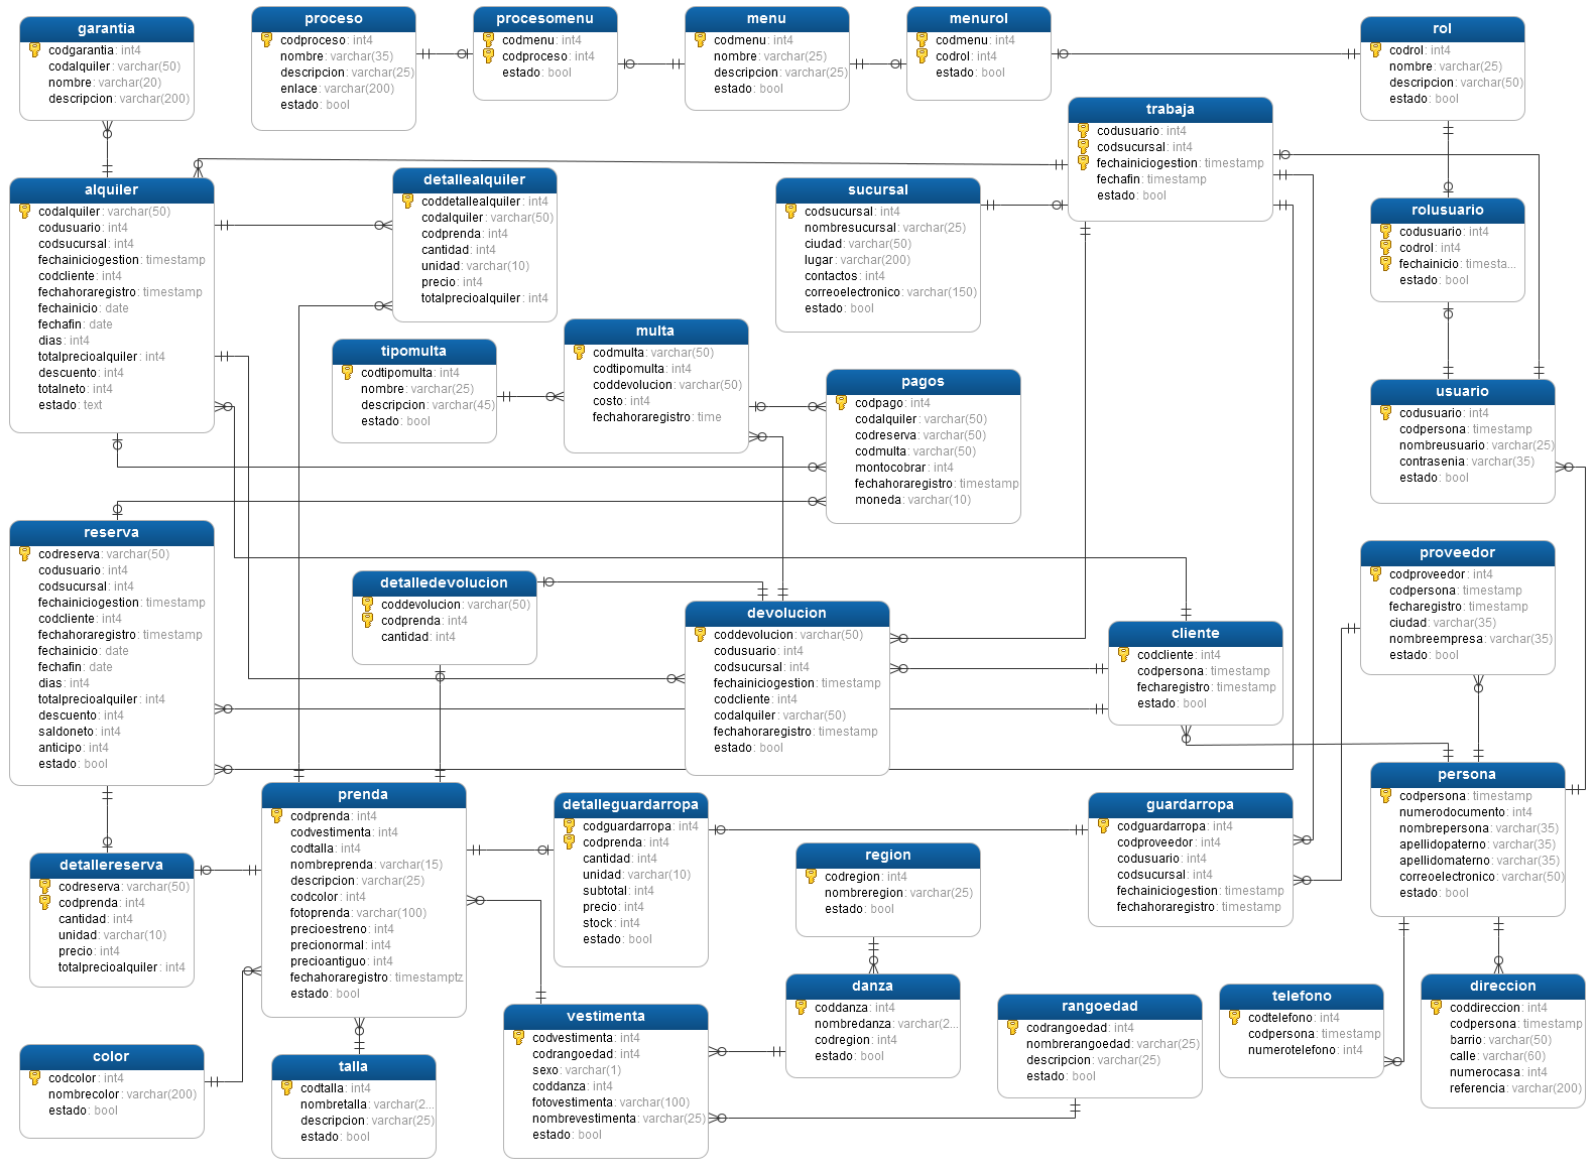 garantia
codgarantia: int4
codalquiler: varchar(50)
nombre: varchar(20)
descripcion: varchar(200)
proceso
codproceso: int4
nombre: varchar(35)
descripcion: varchar(25)
enlace: varchar(200)
estado: bool
procesomenu
codmenu: int4
codproceso: int4
estado: bool
menu
codmenu: int4
nombre: varchar(25)
descripcion: varchar(25)
estado: bool
menurol
codmenu: int4
codrol: int4
estado: bool
rol
codrol: int4
nombre: varchar(25)
descripcion: varchar(50)
estado: bool
trabaja
codusuario: int4
codsucursal: int4
fechainiciogestion: timestamp
fechafin: timestamp
estado: bool
alquiler
codalquiler: varchar(50)
codusuario: int4
codsucursal: int4
fechainiciogestion: timestamp
codcliente: int4
fechahoraregistro: timestamp
fechainicio: date
fechafin: date
dias: int4
totalprecioalquiler: int4
descuento: int4
totalneto: int4
estado: text
detallealquiler
coddetallealquiler: int4
codalquiler: varchar(50)
codprenda: int4
cantidad: int4
unidad: varchar(10)
precio: int4
totalprecioalquiler: int4
sucursal
codsucursal: int4
nombresucursal: varchar(25)
ciudad: varchar(50)
lugar: varchar(200)
contactos: int4
correoelectronico: varchar(150)
estado: bool
rolusuario
codusuario: int4
codrol: int4
fechainicio: timesta...
estado: bool
tipomulta
codtipomulta: int4
nombre: varchar(25)
descripcion: varchar(45)
estado: bool
multa
codmulta: varchar(50)
codtipomulta: int4
coddevolucion: varchar(50)
costo: int4
fechahoraregistro: time
pagos
codpago: int4
codalquiler: varchar(50)
codreserva: varchar(50)
codmulta: varchar(50)
montocobrar: int4
fechahoraregistro: timestamp
moneda: varchar(10)
usuario
codusuario: int4
codpersona: timestamp
nombreusuario: varchar(25)
contrasenia: varchar(35)
estado: bool
reserva
codreserva: varchar(50)
codusuario: int4
codsucursal: int4
fechainiciogestion: timestamp
codcliente: int4
fechahoraregistro: timestamp
fechainicio: date
fechafin: date
dias: int4
totalprecioalquiler: int4
descuento: int4
saldoneto: int4
anticipo: int4
estado: bool
detalledevolucion
coddevolucion: varchar(50)
codprenda: int4
cantidad: int4
devolucion
coddevolucion: varchar(50)
codusuario: int4
codsucursal: int4
fechainiciogestion: timestamp
codcliente: int4
codalquiler: varchar(50)
fechahoraregistro: timestamp
estado: bool
cliente
codcliente: int4
codpersona: timestamp
fecharegistro: timestamp
estado: bool
proveedor
codproveedor: int4
codpersona: timestamp
fecharegistro: timestamp
ciudad: varchar(35)
nombreempresa: varchar(35)
estado: bool
persona
codpersona: timestamp
numerodocumento: int4
nombrepersona: varchar(35)
apellidopaterno: varchar(35)
apellidomaterno: varchar(35)
correoelectronico: varchar(50)
estado: bool
detallereserva
codreserva: varchar(50)
codprenda: int4
cantidad: int4
unidad: varchar(10)
precio: int4
totalprecioalquiler: int4
prenda
codprenda: int4
codvestimenta: int4
codtalla: int4
nombreprenda: varchar(15)
descripcion: varchar(25)
codcolor: int4
fotoprenda: varchar(100)
precioestreno: int4
precionormal: int4
precioantiguo: int4
fechahoraregistro: timestamptz
estado: bool
detalleguardarropa
codguardarropa: int4
codprenda: int4
cantidad: int4
unidad: varchar(10)
subtotal: int4
precio: int4
stock: int4
estado: bool
region
codregion: int4
nombreregion: varchar(25)
estado: bool
guardarropa
codguardarropa: int4
codproveedor: int4
codusuario: int4
codsucursal: int4
fechainiciogestion: timestamp
fechahoraregistro: timestamp
color
codcolor: int4
nombrecolor: varchar(200)
estado: bool
talla
codtalla: int4
nombretalla: varchar(2...
descripcion: varchar(25)
estado: bool
vestimenta
codvestimenta: int4
codrangoedad: int4
sexo: varchar(1)
coddanza: int4
fotovestimenta: varchar(100)
nombrevestimenta: varchar(25)
estado: bool
danza
coddanza: int4
nombredanza: varchar(2...
codregion: int4
estado: bool
rangoedad
codrangoedad: int4
nombrerangoedad: varchar(25)
descripcion: varchar(25)
estado: bool
telefono
codtelefono: int4
codpersona: timestamp
numerotelefono: int4
direccion
coddireccion: int4
codpersona: timestamp
barrio: varchar(50)
calle: varchar(60)
numerocasa: int4
referencia: varchar(200)